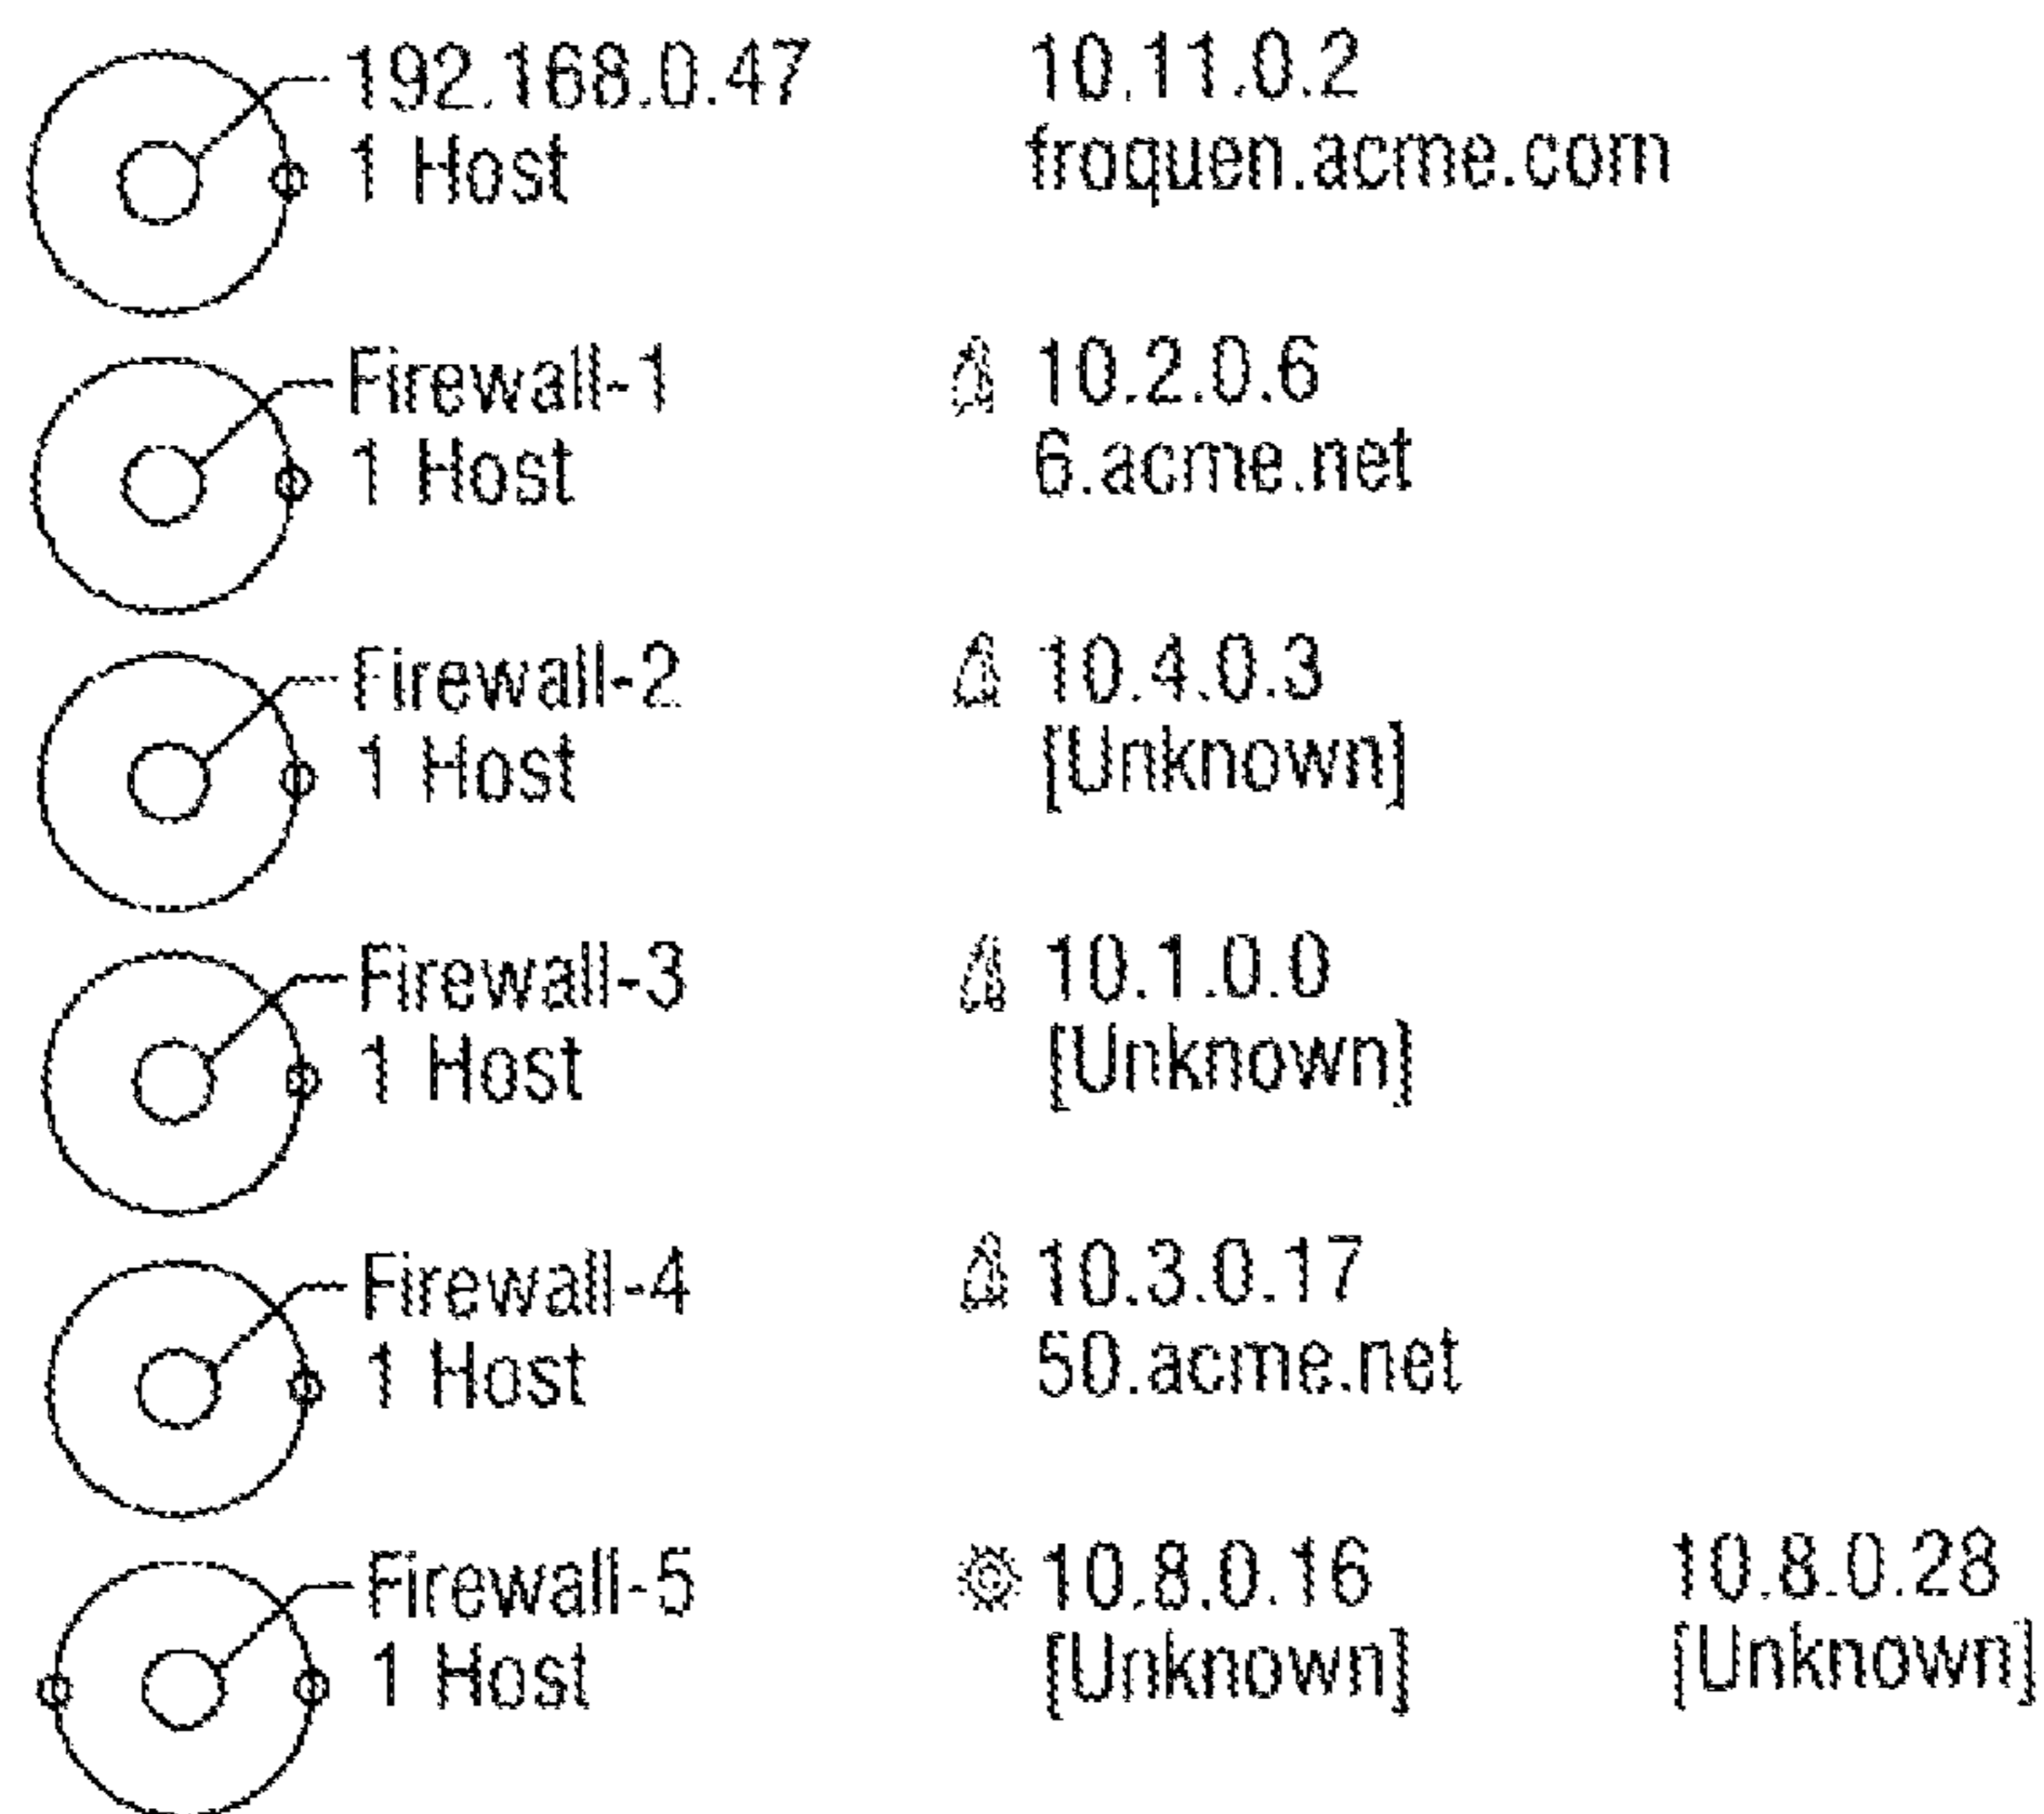 192.168.0.47 10.11.0.2
1 Host froquen.acme.com
Firewall-1 10.2.0.6
1 Host 6.acme.net
Firewall-2 10.4.0.3
1 Host [Unknown]
Firewall-3 10.1.0.0
1 Host [Unknown]
Firewall-4 10.3.0.17
1 Host 50.acme.net
Firewall-5 10.8.0.16 10.8.0.28
1 Host [Unknown] [Unknown]